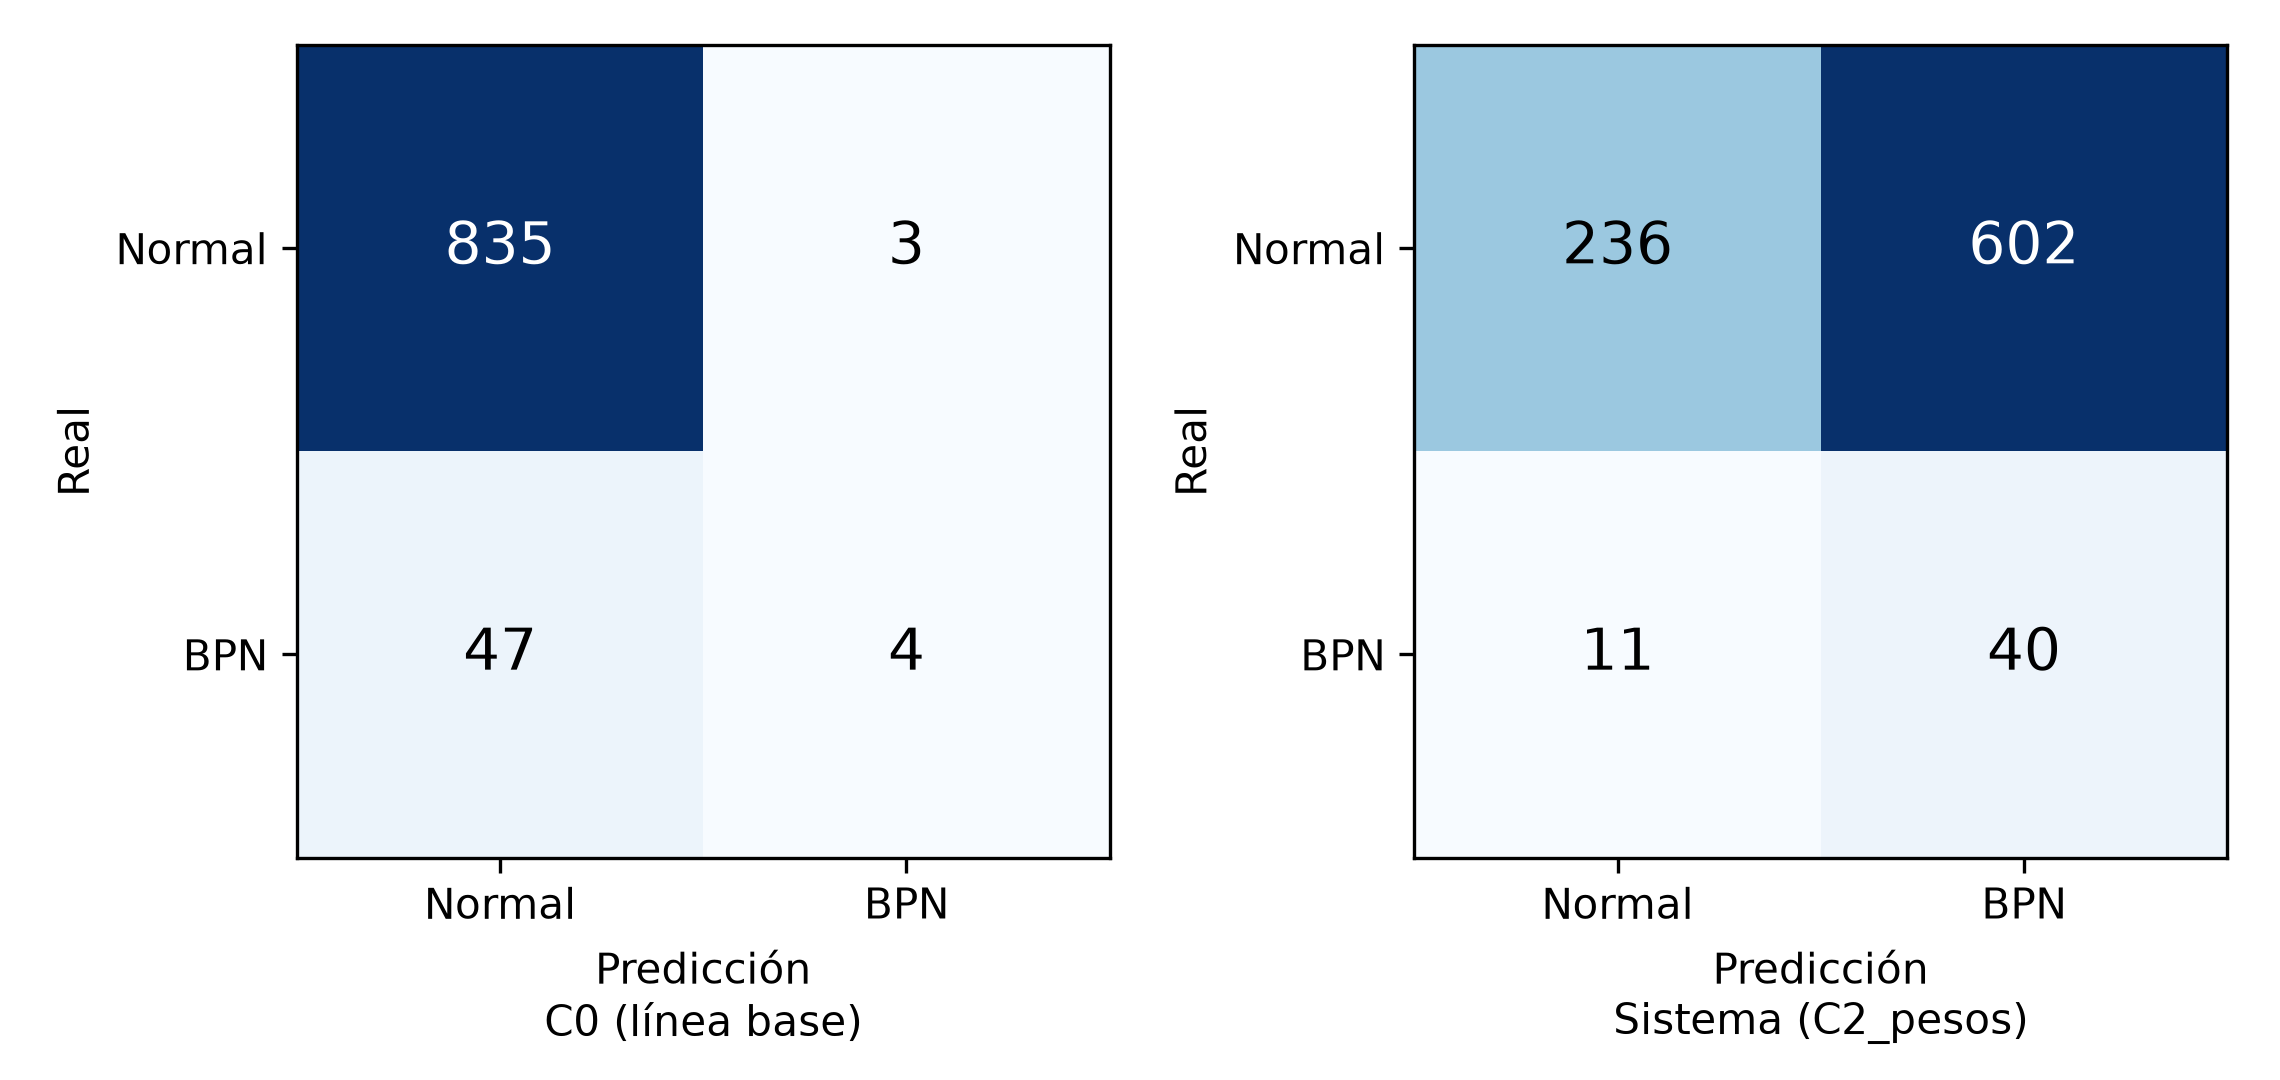 Real
Normal
835
3
BPN
47
4
Normal
BPN
Predicción
C0 (línea base)
Real
Normal
236
602
BPN
11
40
Normal
BPN
Predicción
Sistema (C2_pesos)